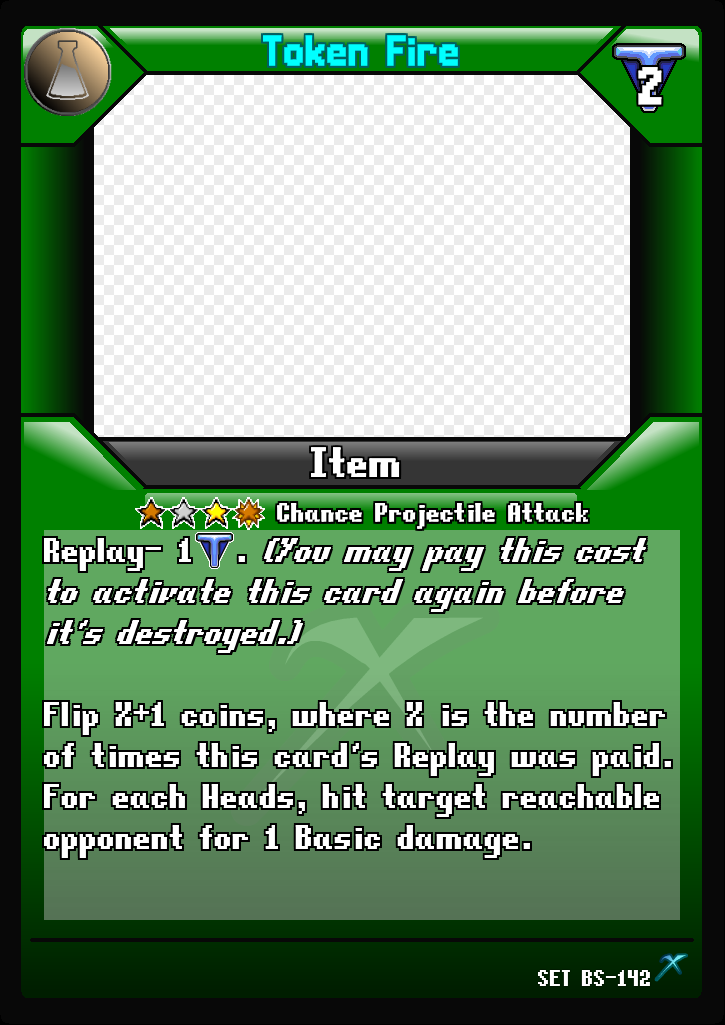 Token Fire
2
Item
Chance Projectile Attack
Replay- 1 . (You may pay this cost
to activate this card again before
it's destroyed.)
Flip X+1 coins, where X is the number
of times this card's Replay was paid.
For each Heads, hit target reachable
opponent for 1 Basic damage.
SET BS-142